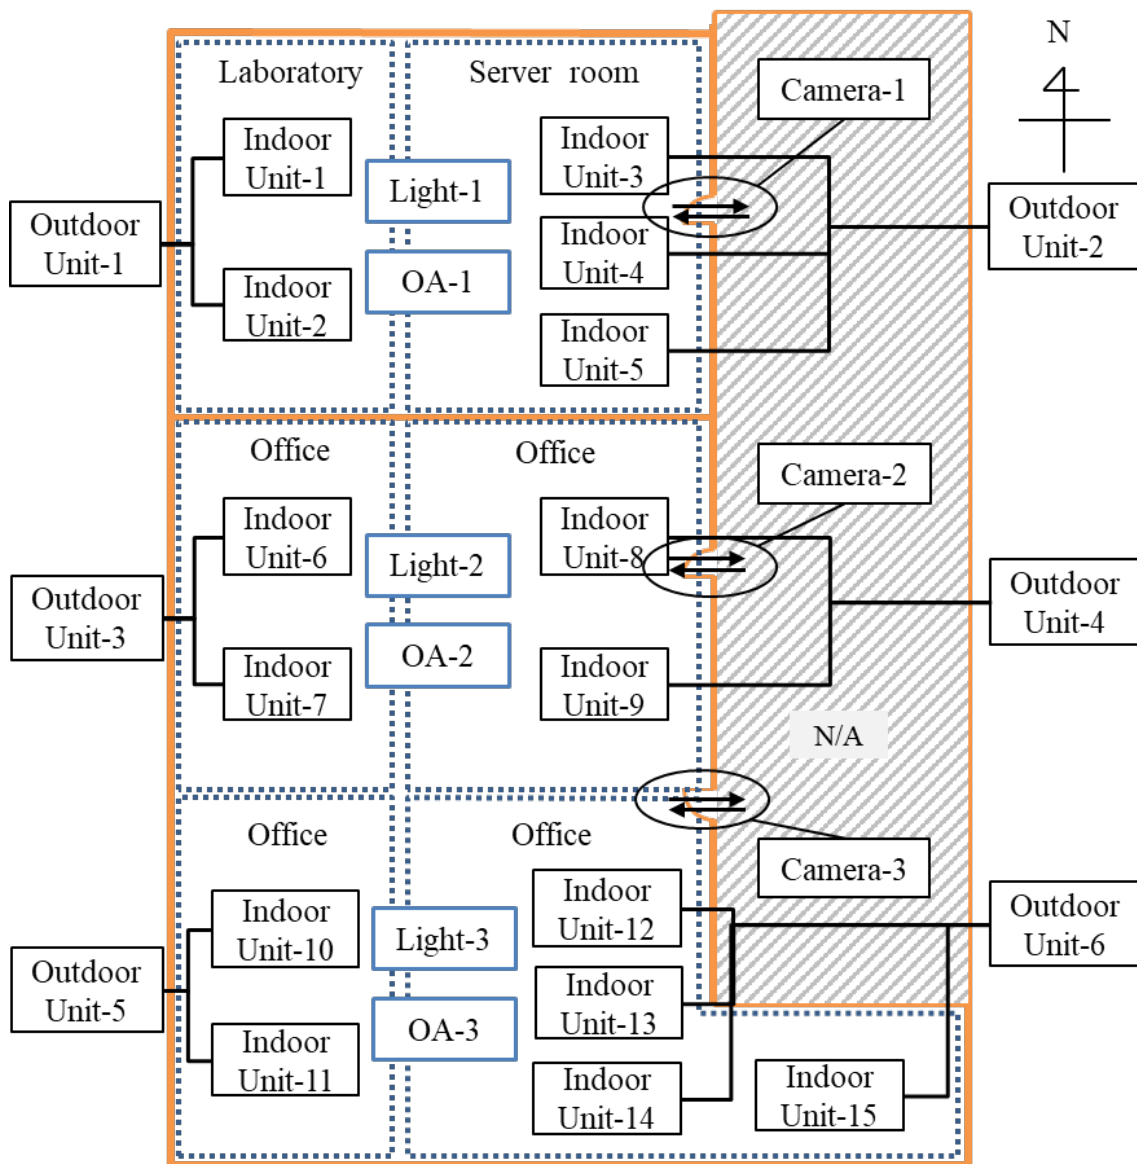 Laboratory
Server room
Camera-1
N
Indoor
Unit-1
Indoor
Unit-3
Light-1
Outdoor
Unit-1
Outdoor
Unit-2
Indoor
Unit-4
OA-1
Indoor
Unit-2
Indoor
Unit-5
Office
Office
Camera-2
Indoor
Unit-6
Indoor
Unit-8
Light-2
Outdoor
Unit-3
Outdoor
Unit-4
OA-2
Indoor
Unit-7
Indoor
Unit-9
N/A
Office
Office
Camera-3
Indoor
Unit-10
Indoor
Unit-12
Light-3
Outdoor
Unit-6
Outdoor
Unit-5
Indoor
Unit-13
OA-3
Indoor
Unit-11
Indoor
Unit-14
Indoor
Unit-15